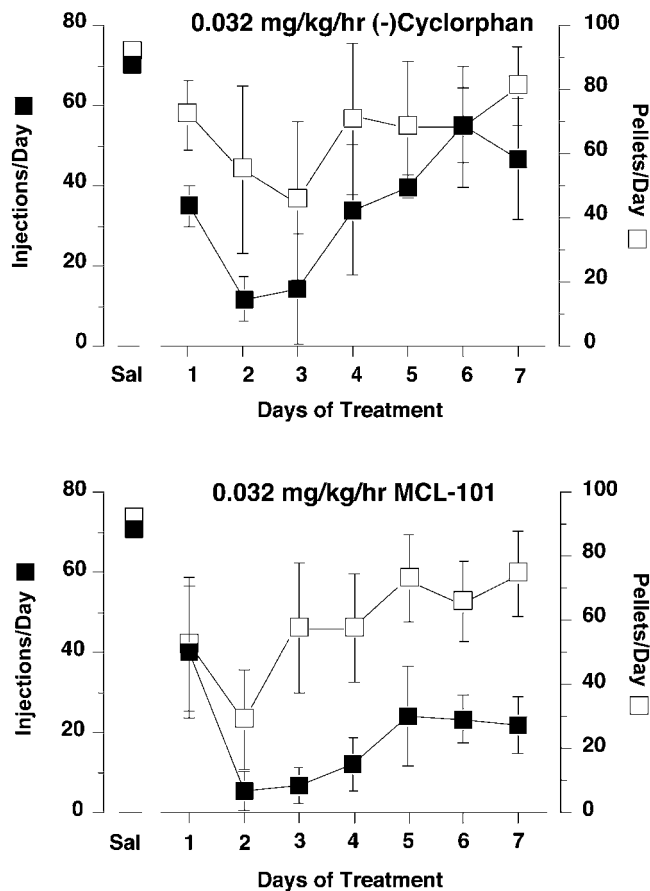 0.032 mg/kg/hr (-)Cyclorphan
80
60
40
20
0
Injections/Day
100
80
60
40
20
0
Pellets/Day
Sal 1 2 3 4 5 6 7
Days of Treatment
0.032 mg/kg/hr MCL-101
80
60
40
20
0
Injections/Day
100
80
60
40
20
0
Pellets/Day
Sal 1 2 3 4 5 6 7
Days of Treatment